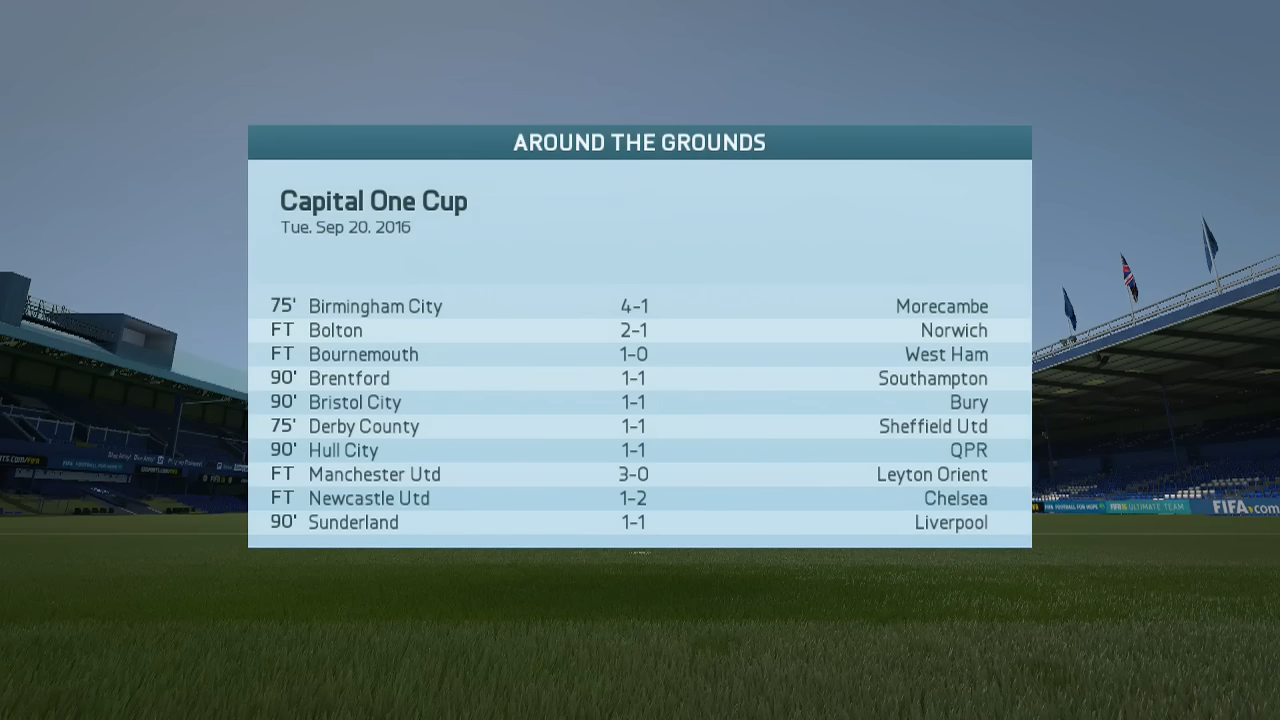 AROUND THE GROUNDS
Capital One Cup
Tue. Sep 20. 2016
75' Birmingham City 4-1 Morecambe
FT Bolton 2-1 Norwich
FT Bournemouth 1-0 West Ham
90' Brentford 1-1 Southampton
90' Bristol City 1-1 Bury
75' Derby County 1-1 Sheffield Utd
90' Hull City 1-1 QPR
FT Manchester Utd 3-0 Leyton Orient
FT Newcastle Utd 1-2 Chelsea
90' Sunderland 1-1 Liverpool
ULTIMATE TEAM
FIFA.com